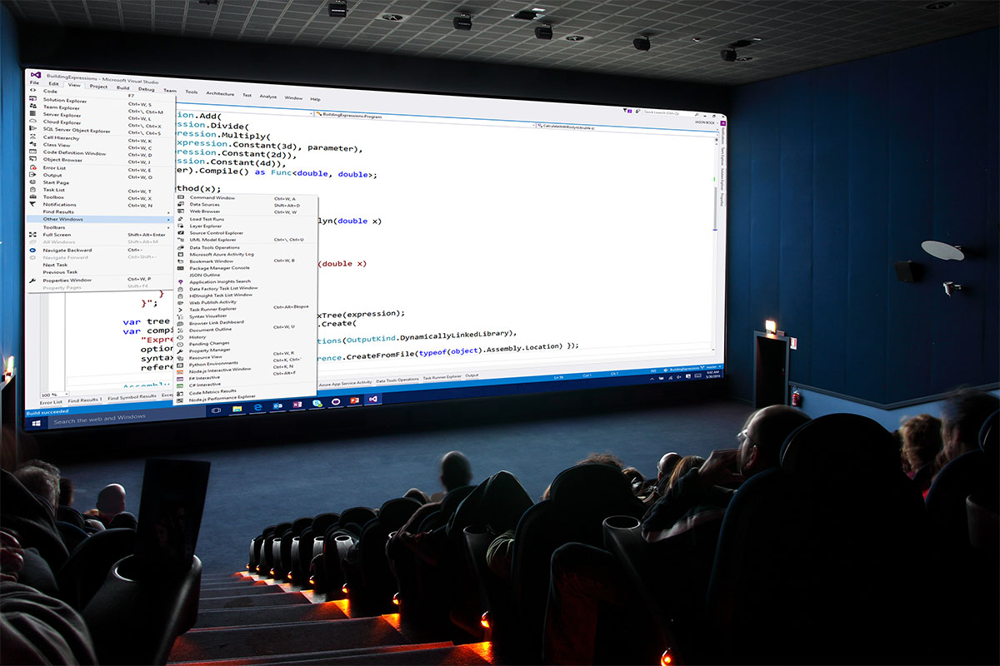 BuildingExpressions - Microsoft Visual Studio
File Edit View Project Build Debug Team Tools Architecture Test Analyze Window Help
Quick Launch (Ctrl+Q)
JASON BOCK
Code F7
Solution Explorer Ctrl+W, S
Team Explorer Ctrl+\, Ctrl+M
Server Explorer Ctrl+W, L
Cloud Explorer Ctrl+\, Ctrl+X
SQL Server Object Explorer Ctrl+\, Ctrl+S
Call Hierarchy Ctrl+W, K
Class View Ctrl+W, C
Code Definition Window Ctrl+W, D
Object Browser Ctrl+W, J
Error List Ctrl+W, E
Output Ctrl+W, O
Start Page
Task List Ctrl+W, T
Toolbox Ctrl+W, X
Notifications Ctrl+W, N
Find Results
Other Windows
Toolbars
Full Screen Shift+Alt+Enter
All Windows Shift+Alt+M
Navigate Backward Ctrl+-
Navigate Forward Ctrl+Shift+-
Next Task
Previous Task
Properties Window Ctrl+W, P
Property Pages Shift+F4
Command Window Ctrl+W, A
Data Sources Shift+Alt+D
Web Browser Ctrl+W, W
Load Test Runs
Layer Explorer
Source Control Explorer
UML Model Explorer Ctrl+\, Ctrl+U
Data Tools Operations
Microsoft Azure Activity Log
Bookmark Window Ctrl+W, B
Package Manager Console
JSON Outline
Application Insights Search
Data Factory Task List Window
HDInsight Task List Window
Web Publish Activity
Task Runner Explorer Ctrl+Alt+Bkspce
Syntax Visualizer
Browser Link Dashboard
Document Outline Ctrl+W, U
History
Pending Changes
Property Manager
Resource View Ctrl+W, R
Python Environments Ctrl+K, Ctrl+`
Node.js Interactive Window Ctrl+K, N
F# Interactive Ctrl+Alt+F
C# Interactive
Code Metrics Results
Node.js Performance Explorer
BuildingExpressions.Program
ion.Add(
ssion.Divide(
pression.Multiply(
xpression.Constant(3d), parameter),
ression.Constant(2d)),
ssion.Constant(4d)),
er).Compile() as Func<double, double>;
thod(x);
lyn(double x)
(double x)
}
}";
var tree
xTree(expression);
var compi
.Create(
"Expre
option
tions(OutputKind.DynamicallyLinkedLibrary),
syntax
refere
rence.CreateFromFile(typeof(object).Assembly.Location) });
Assembly
100 %
Error List Find Results 1 Find Symbol Results
Azure App Service Activity Data Tools Operations Task Runner Explorer Output
Build succeeded
Col 1 Ch 1 INS BuildingExpressions master
Search the web and Windows
9:02 AM